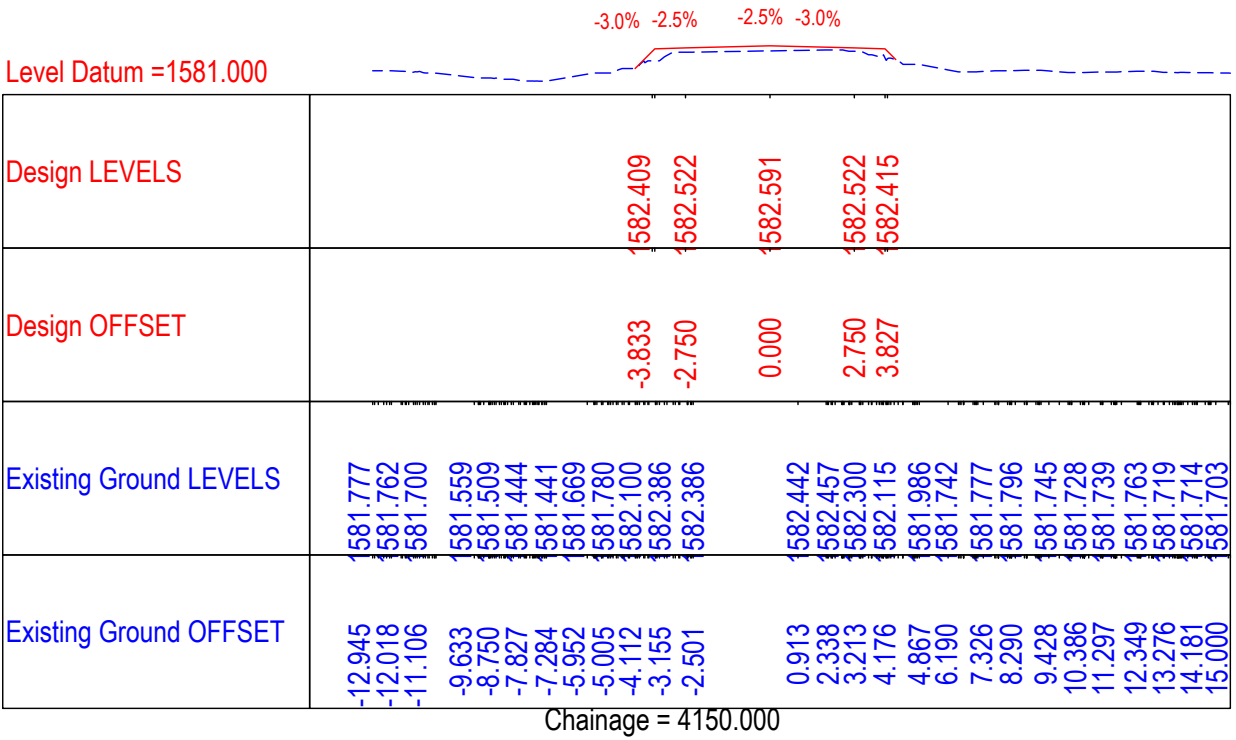 -3.0% -2.5% -2.5% -3.0%
Level Datum =1581.000
Design LEVELS
1582.409 1582.522 1582.591 1582.522 1582.415
Design OFFSET
-3.833 -2.750 0.000 2.750 3.827
Existing Ground LEVELS
1581.777 1581.762 1581.700 1581.559 1581.509 1581.444 1581.441 1581.669 1581.780 1582.100 1582.386 1582.386 1582.442 1582.457 1582.300 1582.115 1581.986 1581.742 1581.777 1581.796 1581.745 1581.728 1581.739 1581.763 1581.719 1581.714 1581.703
Existing Ground OFFSET
-12.945 -12.018 -11.106 -9.633 -8.750 -7.827 -7.284 -5.952 -5.005 -4.112 -3.155 -2.501 0.913 2.338 3.213 4.176 4.867 6.190 7.326 8.290 9.428 10.386 11.297 12.349 13.276 14.181 15.000
Chainage = 4150.000